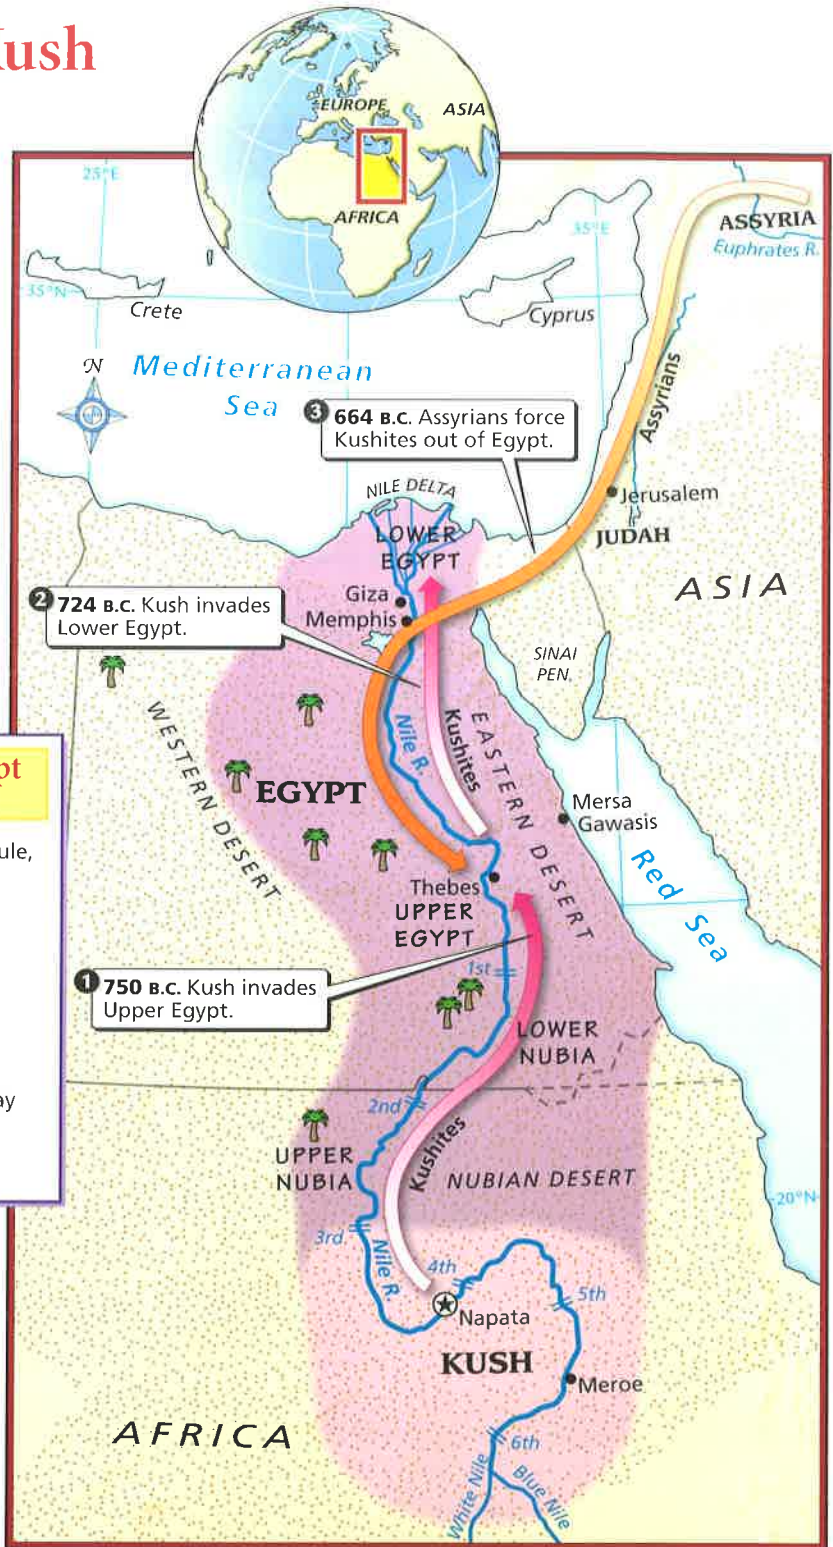 Kush
EUROPE
ASIA
AFRICA
25°E
35°E
ASSYRIA
Euphrates R.
35°N
Crete
Cyprus
N
Mediterranean
Sea
Assyrians
3 664 B.C. Assyrians force
Kushites out of Egypt.
NILE DELTA
Jerusalem
LOWER
EGYPT
JUDAH
ASIA
2 724 B.C. Kush invades
Lower Egypt.
Giza
Memphis
SINAI
PEN.
WESTERN DESERT
Nile R.
Kushites
EASTERN DESERT
pt
EGYPT
Mersa
Gawasis
ule,
Red Sea
Thebes
UPPER
EGYPT
1st
1 750 B.C. Kush invades
Upper Egypt.
LOWER
NUBIA
ay
2nd
Kushites
UPPER
NUBIA
NUBIAN DESERT
20°N
3rd
Nile R.
4th
5th
Napata
KUSH
Meroe
AFRICA
6th
White Nile
Blue Nile